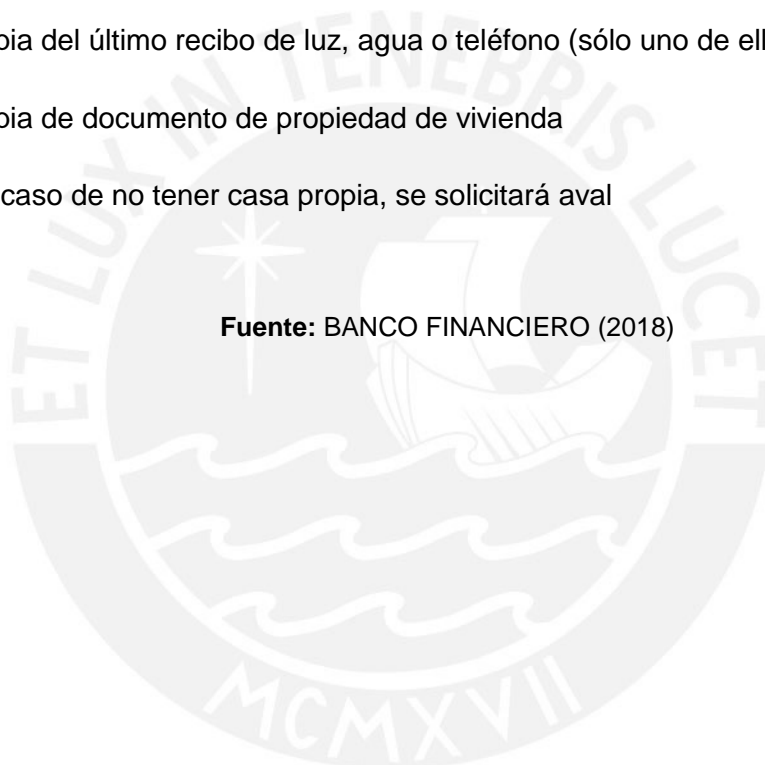 pia del último recibo de luz, agua o teléfono (sólo uno de ell
pia de documento de propiedad de vivienda
caso de no tener casa propia, se solicitará aval
Fuente: BANCO FINANCIERO (2018)
ET LUX IN TENEBRIS LUCET
MCMXVII